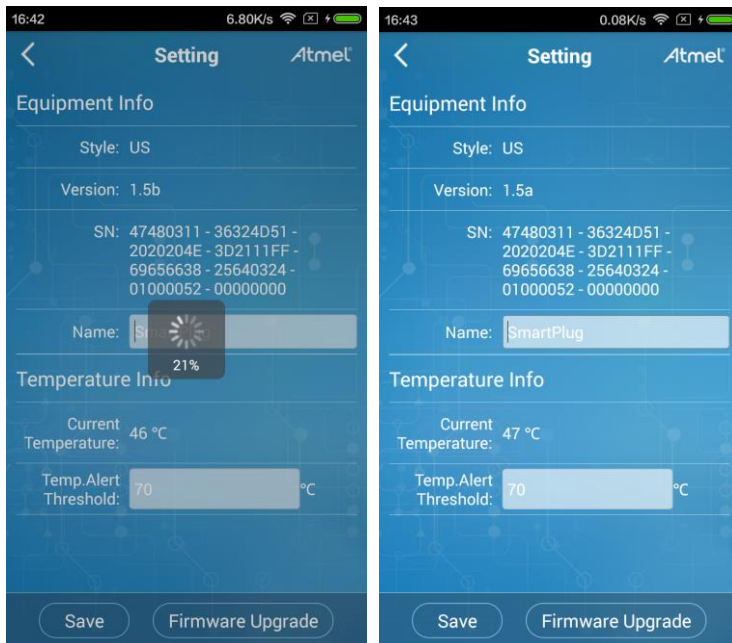 16:42
6.80K/s
Setting
Atmel
Equipment Info
Style: US
Version: 1.5b
SN: 47480311 - 36324D51 -
2020204E - 3D2111FF -
69656638 - 25640324 -
01000052 - 00000000
Name: SmartPlug
21%
Temperature Info
Current
Temperature: 46 °C
Temp.Alert
Threshold: 70 °C
Save
Firmware Upgrade
16:43
0.08K/s
Setting
Atmel
Equipment Info
Style: US
Version: 1.5a
SN: 47480311 - 36324D51 -
2020204E - 3D2111FF -
69656638 - 25640324 -
01000052 - 00000000
Name: SmartPlug
Temperature Info
Current
Temperature: 47 °C
Temp.Alert
Threshold: 70 °C
Save
Firmware Upgrade